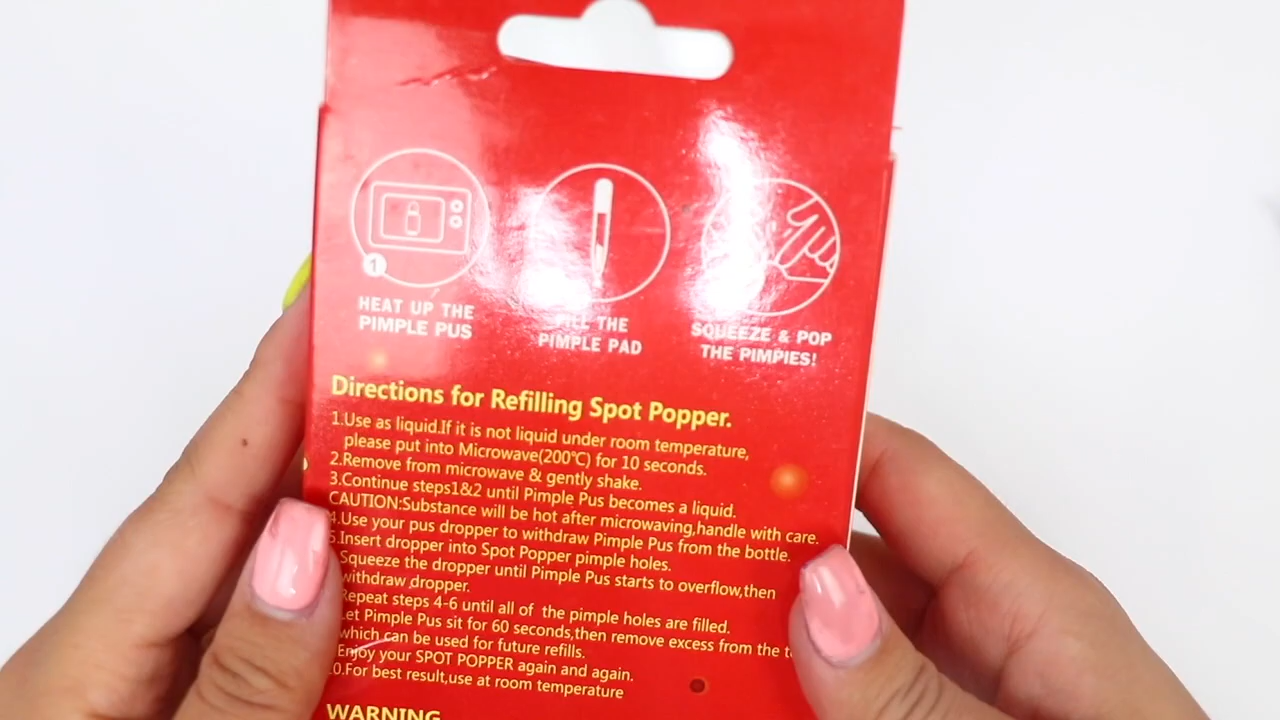 1
HEAT UP THE
PIMPLE PUS
FILL THE
PIMPLE PAD
SQUEEZE & POP
THE PIMPIES!
Directions for Refilling Spot Popper.
1.Use as liquid.If it is not liquid under room temperature,
please put into Microwave(200℃) for 10 seconds.
2.Remove from microwave & gently shake.
3.Continue steps1&2 until Pimple Pus becomes a liquid.
CAUTION:Substance will be hot after microwaving,handle with care.
4.Use your pus dropper to withdraw Pimple Pus from the bottle.
5.Insert dropper into Spot Popper pimple holes.
Squeeze the dropper until Pimple Pus starts to overflow,then
withdraw dropper.
Repeat steps 4-6 until all of the pimple holes are filled.
Let Pimple Pus sit for 60 seconds,then remove excess from the
which can be used for future refills.
Enjoy your SPOT POPPER again and again.
0.For best result,use at room temperature
WARNING